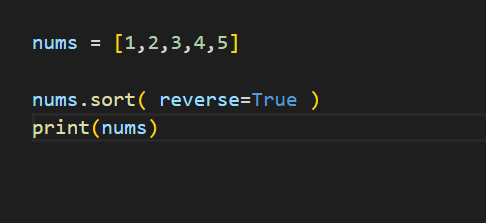 nums = [1,2,3,4,5]
nums.sort( reverse=True )
print(nums)